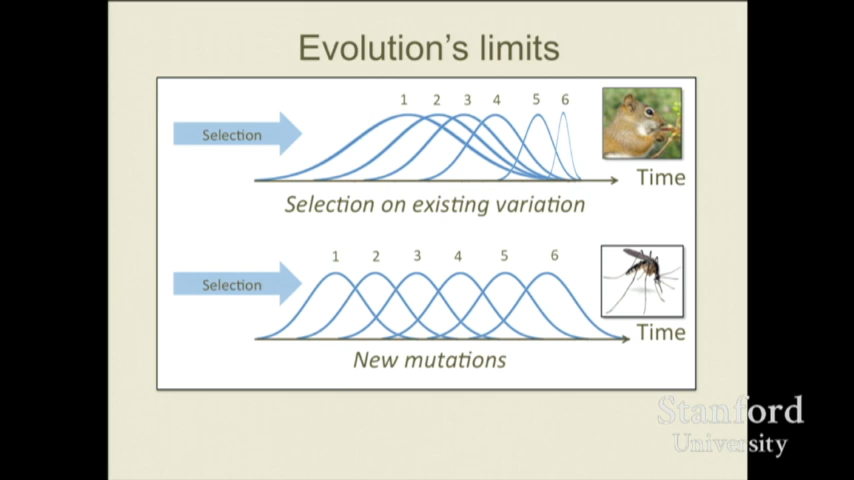 Evolution's limits
1 2 3 4 5 6
Selection
Time
Selection on existing variation
1 2 3 4 5 6
Selection
Time
New mutations
Stanford
University